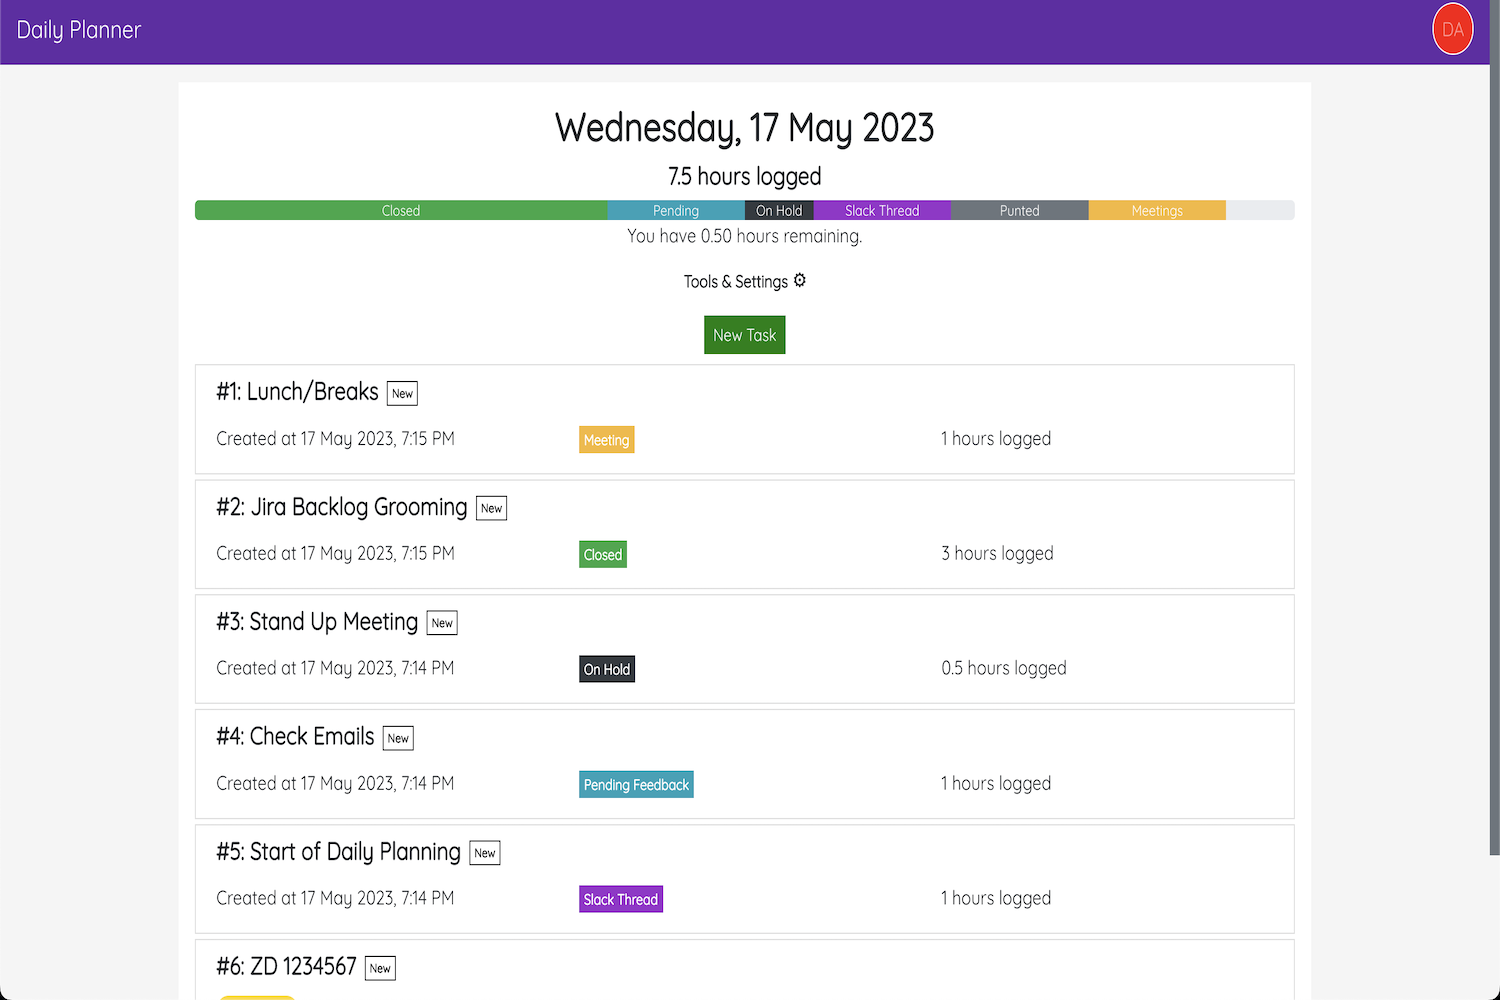 Daily Planner
DA
Wednesday, 17 May 2023
7.5 hours logged
Closed Pending On Hold Slack Thread Punted Meetings
You have 0.50 hours remaining.
Tools & Settings
New Task
#1: Lunch/Breaks New
Created at 17 May 2023, 7:15 PM Meeting 1 hours logged
#2: Jira Backlog Grooming New
Created at 17 May 2023, 7:15 PM Closed 3 hours logged
#3: Stand Up Meeting New
Created at 17 May 2023, 7:14 PM On Hold 0.5 hours logged
#4: Check Emails New
Created at 17 May 2023, 7:14 PM Pending Feedback 1 hours logged
#5: Start of Daily Planning New
Created at 17 May 2023, 7:14 PM Slack Thread 1 hours logged
#6: ZD 1234567 New